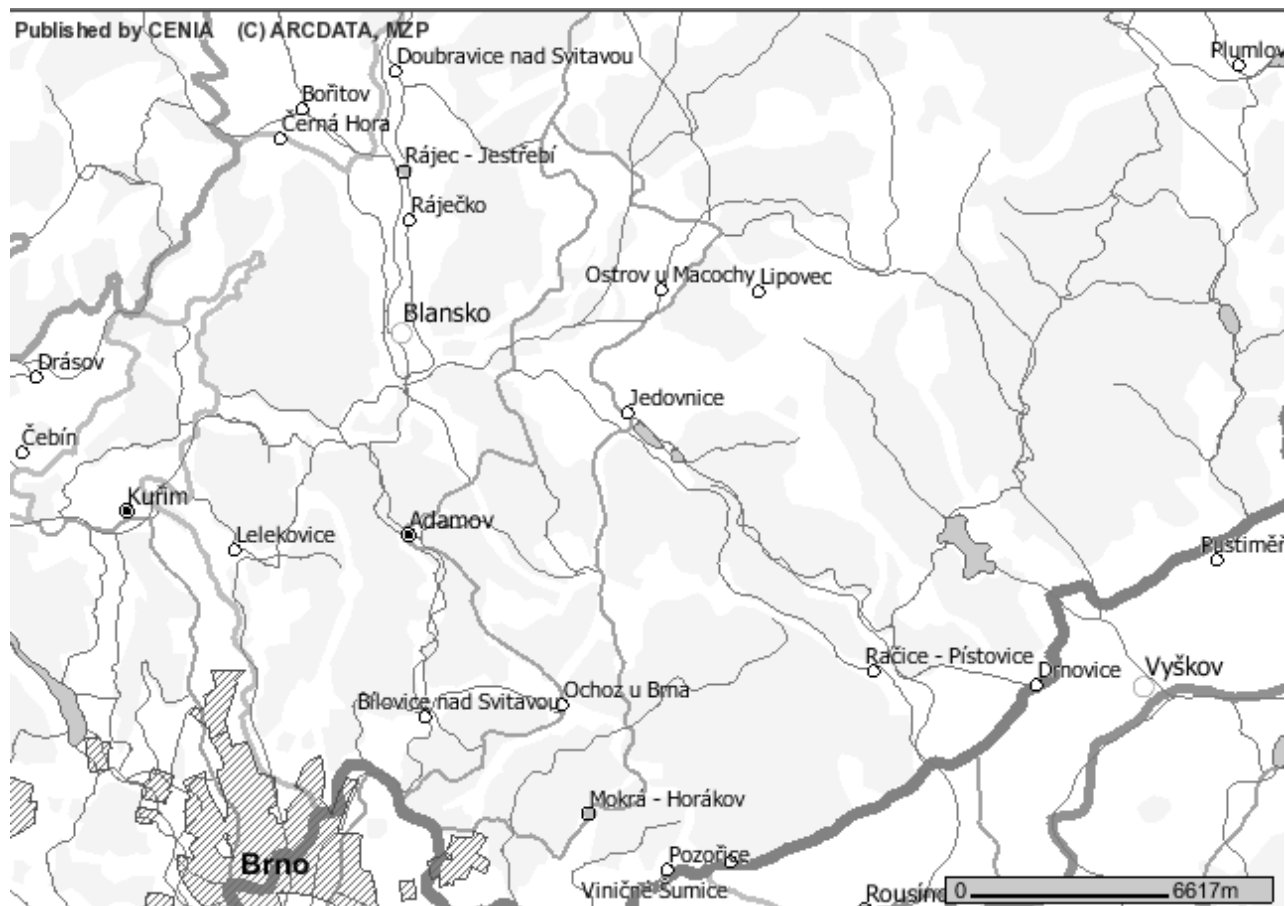 Published by CENIA (C) ARCDATA, MZP
Doubravice nad Svitavou
Plumlov
Bořitov
Černá Hora
Rájec - Jestřebí
Ráječko
Ostrov u Macochy
Lipovec
Blansko
Drásov
Jedovnice
Čebín
Kuřim
Adamov
Lelekovice
Pustiměř
Račice - Pístovice
Drnovice
Vyškov
Ochoz u Brna
Bílovice nad Svitavou
Mokrá - Horákov
Brno
Pozořice
Viničné Šumice
Rousíno
0 6617m